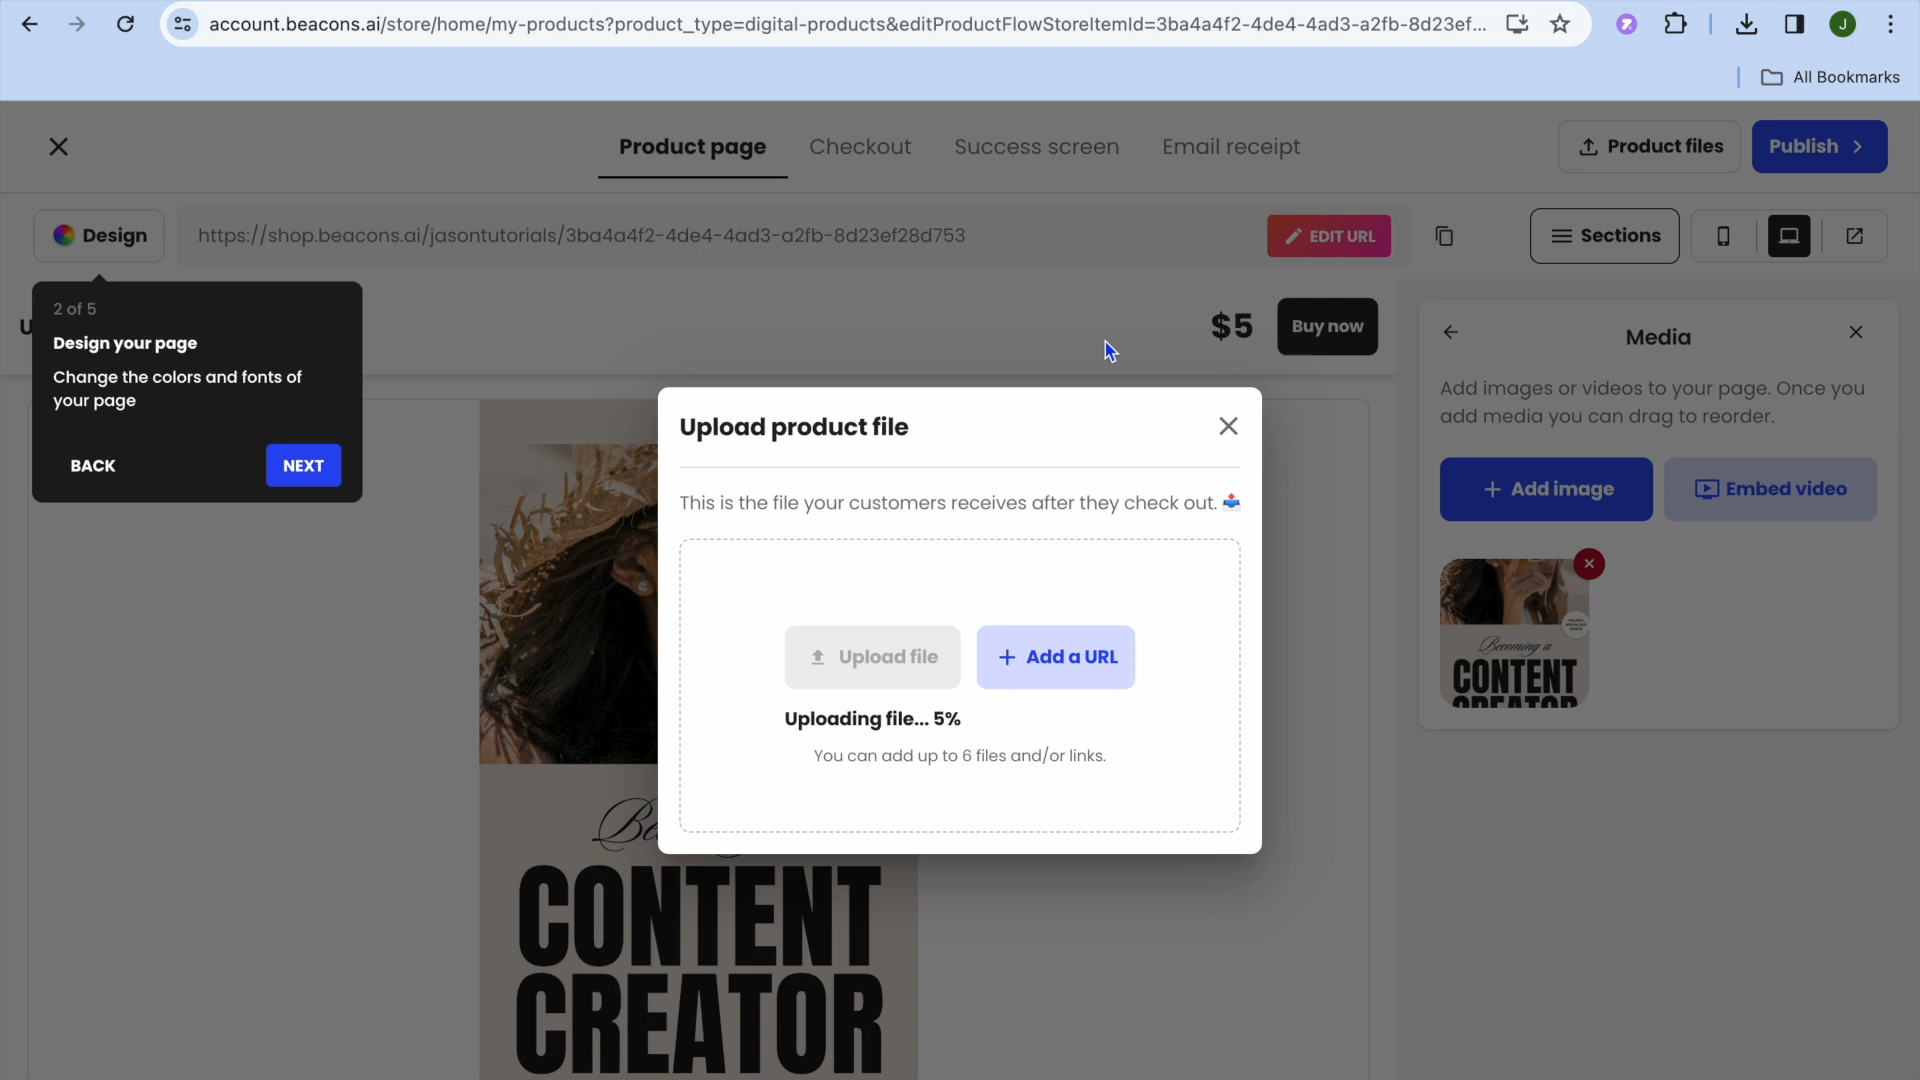 account.beacons.ai/store/home/my-products?product_type=digital-products&editProductFlowStoreItemId=3ba4a4f2-4de4-4ad3-a2fb-8d23ef...
J
All Bookmarks
Product page
Checkout
Success screen
Email receipt
Product files
Publish
Design
https://shop.beacons.ai/jasontutorials/3ba4a4f2-4de4-4ad3-a2fb-8d23ef28d753
EDIT URL
Sections
2 of 5
Design your page
Change the colors and fonts of
your page
BACK
NEXT
$5
Buy now
Upload product file
This is the file your customers receives after they check out.
Upload file
+ Add a URL
Uploading file... 5%
You can add up to 6 files and/or links.
Media
Add images or videos to your page. Once you
add media you can drag to reorder.
+ Add image
Embed video
Becoming a
CONTENT
CREATOR
CONTENT
CREATOR